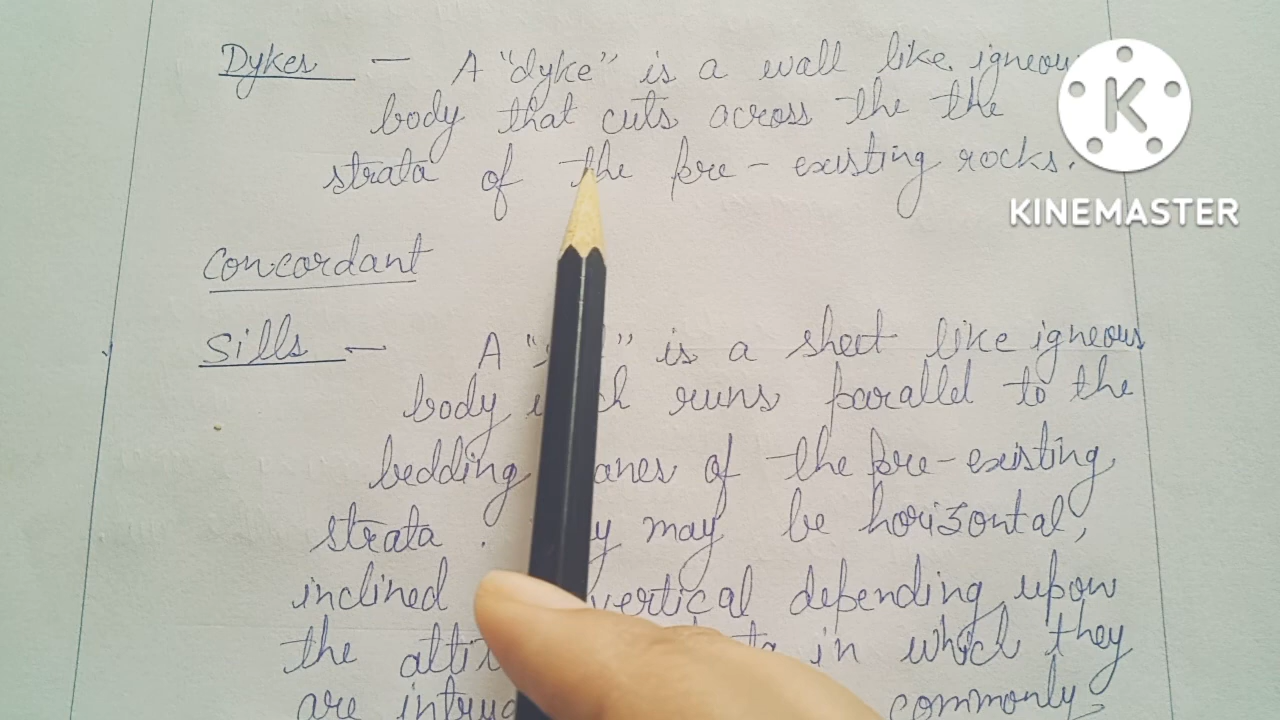 Dykes — A "dyke" is a wall like igneous
body that cuts across the the
strata of the pre-existing rocks.
KINEMASTER
Concordant
Sills — A " " is a sheet like igneous
body runs parallel to the
bedding of the pre-existing
strata. may be horizontal,
inclined vertical depending upon
the in which they
are commonly